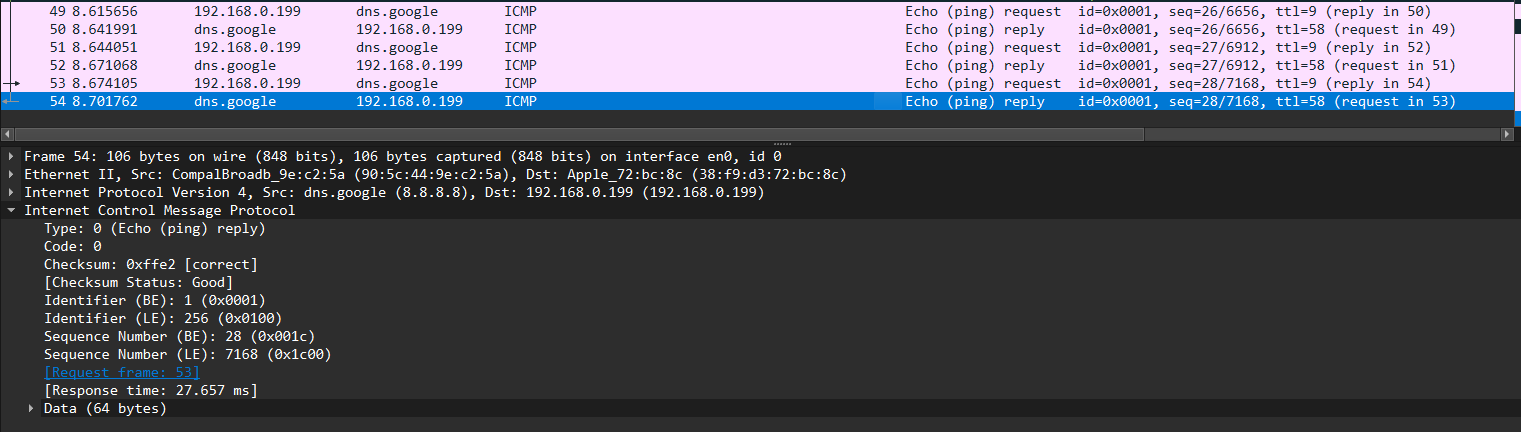 49 8.615656 192.168.0.199 dns.google ICMP Echo (ping) request id=0x0001, seq=26/6656, ttl=9 (reply in 50)
50 8.641991 dns.google 192.168.0.199 ICMP Echo (ping) reply id=0x0001, seq=26/6656, ttl=58 (request in 49)
51 8.644051 192.168.0.199 dns.google ICMP Echo (ping) request id=0x0001, seq=27/6912, ttl=9 (reply in 52)
52 8.671068 dns.google 192.168.0.199 ICMP Echo (ping) reply id=0x0001, seq=27/6912, ttl=58 (request in 51)
53 8.674105 192.168.0.199 dns.google ICMP Echo (ping) request id=0x0001, seq=28/7168, ttl=9 (reply in 54)
54 8.701762 dns.google 192.168.0.199 ICMP Echo (ping) reply id=0x0001, seq=28/7168, ttl=58 (request in 53)
Frame 54: 106 bytes on wire (848 bits), 106 bytes captured (848 bits) on interface en0, id 0
Ethernet II, Src: CompalBroadb_9e:c2:5a (90:5c:44:9e:c2:5a), Dst: Apple_72:bc:8c (38:f9:d3:72:bc:8c)
Internet Protocol Version 4, Src: dns.google (8.8.8.8), Dst: 192.168.0.199 (192.168.0.199)
Internet Control Message Protocol
Type: 0 (Echo (ping) reply)
Code: 0
Checksum: 0xffe2 [correct]
[Checksum Status: Good]
Identifier (BE): 1 (0x0001)
Identifier (LE): 256 (0x0100)
Sequence Number (BE): 28 (0x001c)
Sequence Number (LE): 7168 (0x1c00)
[Request frame: 53]
[Response time: 27.657 ms]
Data (64 bytes)